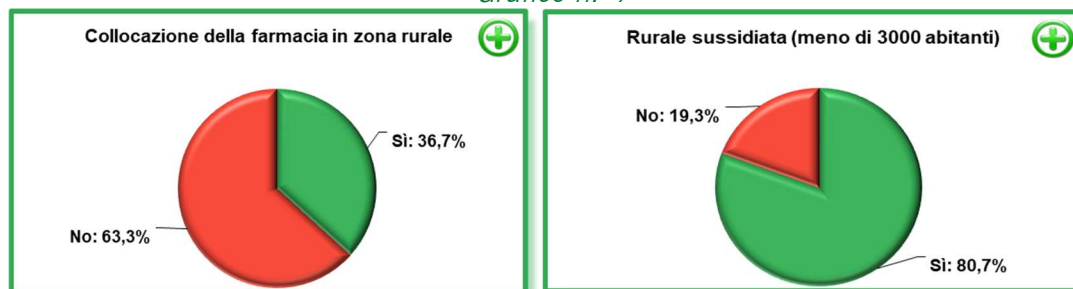 Collocazione della farmacia in zona rurale
Sì: 36,7%
No: 63,3%
Rurale sussidiata (meno di 3000 abitanti)
No: 19,3%
Sì: 80,7%